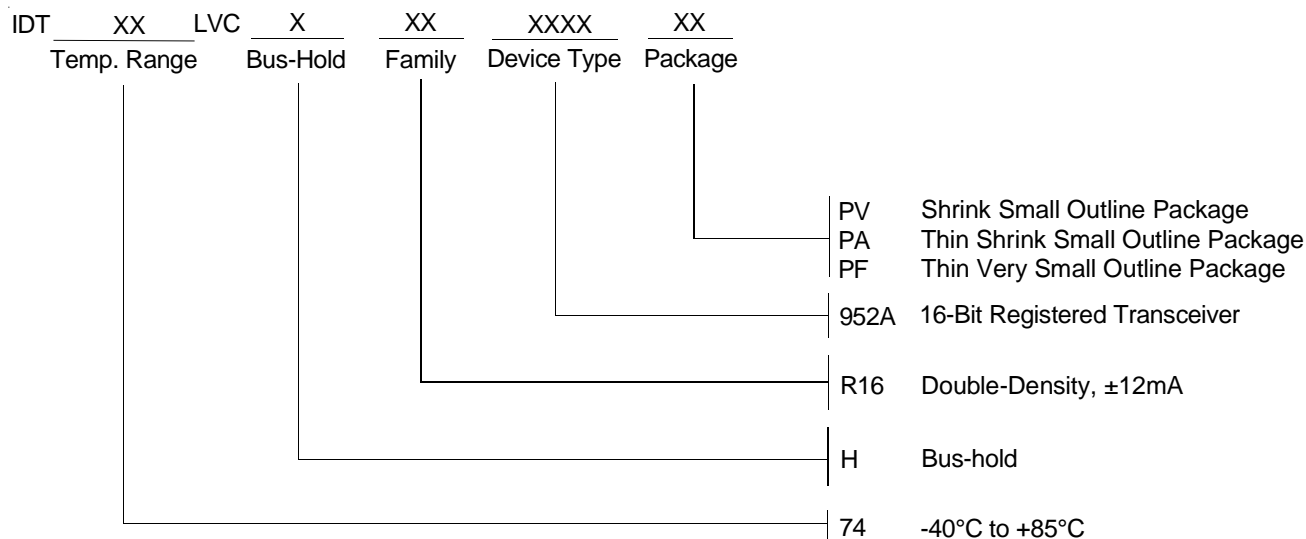 IDT XX LVC X XX XXXX XX
Temp. Range Bus-Hold Family Device Type Package
PV Shrink Small Outline Package
PA Thin Shrink Small Outline Package
PF Thin Very Small Outline Package
952A 16-Bit Registered Transceiver
R16 Double-Density, ±12mA
H Bus-hold
74 -40°C to +85°C